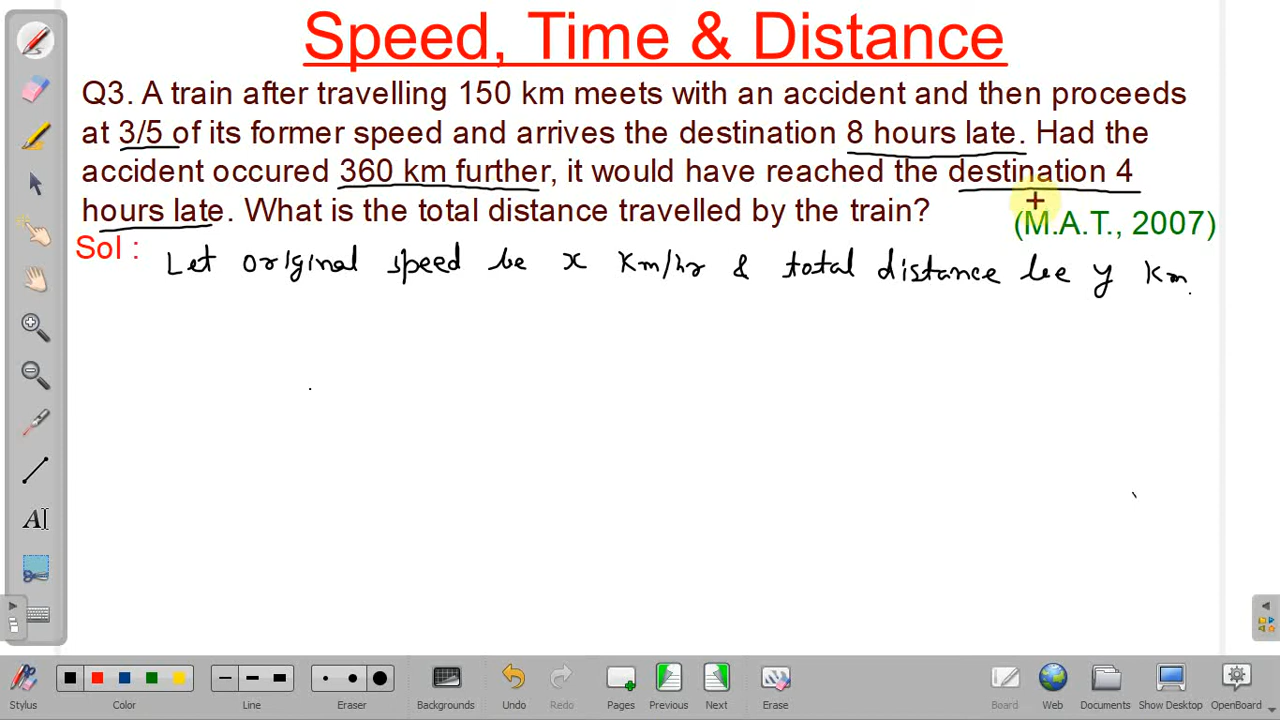 Speed, Time & Distance
Q3. A train after travelling 150 km meets with an accident and then proceeds
at 3/5 of its former speed and arrives the destination 8 hours late. Had the
accident occured 360 km further, it would have reached the destination 4
hours late. What is the total distance travelled by the train?
(M.A.T., 2007)
Sol :
Let original speed be x Km/hr & total distance be y Km.
AI
Stylus
Color
Line
Eraser
Backgrounds
Undo
Redo
Pages
Previous
Next
Erase
Board
Web
Documents
Show Desktop
OpenBoard